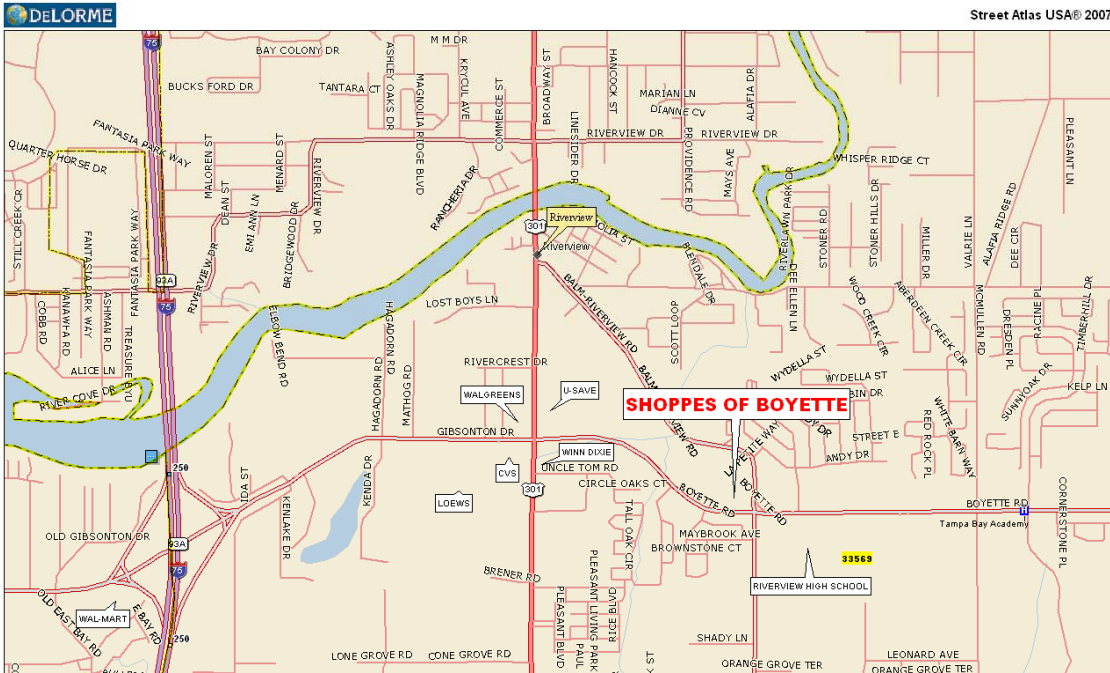 DELORME
Street Atlas USA® 2007
75
BAY COLONY DR
M M DR
BUCKS FORD DR
TANTARA CT
ASHLEY OAKS DR
MAGNOLIA RIDGE BLVD
KRYCUL AVE
COMMERCE ST
BROADWAY ST
HANCOCK ST
MARIAN LN
DIANNE CV
ALAFIA DR
PLEASANT LN
FANTASIA PARK WAY
QUARTER HORSE DR
MALOREN ST
MENARD ST
RIVERVIEW DR
LINESIDER DR
RIVERVIEW DR
PROVIDENCE RD
RIVERVIEW DR
WHISPER RIDGE CT
STILL CREEK CR
DEAN ST
EMI ANN LN
BRIDGEWOOD DR
RANCHERIA DR
MAYS AVE
RIVERLAWN PARK DR
STONER RD
STONER HILLS DR
MILLER DR
VARIE LN
ALAFIA RIDGE RD
DEE CIR
FANTASIA PARK WAY
FANTASIA PARK WAY
301
Riverview
Riverview
BLENDALE DR
DEE ELLEN LN
93A
75
RIVERVIEW DR
COBB RD
KANAWHA RD
ASHMAN RD
TREASURE BYU
ELBOW BEND RD
HAGADORN RD
LOST BOYS LN
BALM-RIVERVIEW RD
SCOTT LOOP
WOOD CREEK CIR
ABERDEEN CREEK CIR
MCMULLEN RD
DRESDEN PL
RACINE PL
TIMBERHILL DR
ALICE LN
RIVER COVE DR
HAGADORN RD
MATHOG RD
RIVERCREST DR
WALGREENS
U-SAVE
SHOPPES OF BOYETTE
WYDELLA ST
WYDELLA ST
KELP LN
SUNNYOAK DR
GIBSONTON DR
WINN DIXIE
LA PETITE WAY
STREET E
ANDY DR
RED ROCK PL
WHITE BARN WAY
250
IDA ST
KENDA DR
CVS
UNCLE TOM RD
CIRCLE OAKS CT
301
LOEWS
BOYETTE RD
BOYETTE RD
BOYETTE RD
CORNERSTONE PL
Tampa Bay Academy
KENLAKE DR
OLD GIBSONTON DR
93A
75
TALL OAK CIR
MAYBROOK AVE
BROWNSTONE CT
33569
RIVERVIEW HIGH SCHOOL
BRENER RD
PLEASANT BLVD
PLEASANT LIVING PARK
RICE BLVD
PAUL
WAL-MART
OLD EAST BAY RD
E BAY RD
250
LONE GROVE RD
CONE GROVE RD
SHADY LN
ORANGE GROVE TER
LEONARD AVE
ORANGE GROVE TER